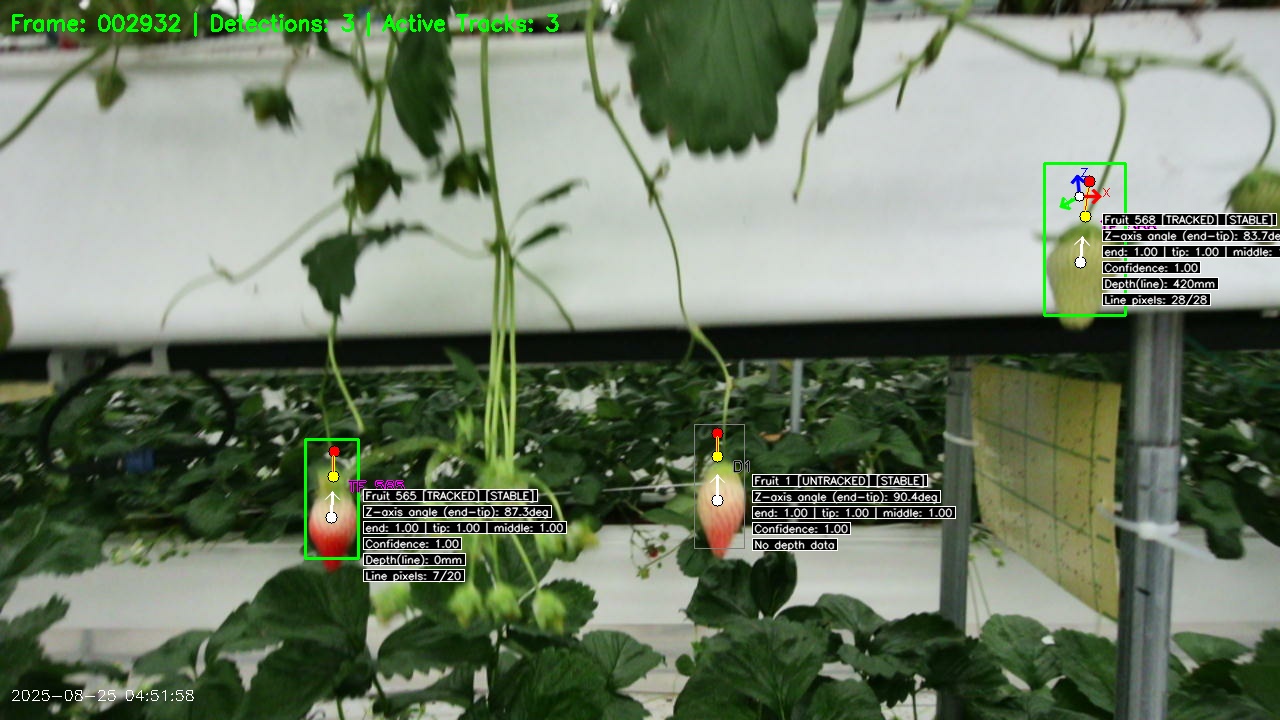 Frame: 002932 | Detections: 3 | Active Tracks: 3
Z
X
Fruit 568 [TRACKED] [STABLE]
Z-axis angle (end-tip): 83.7de
end: 1.00 | tip: 1.00 | middle:
Confidence: 1.00
Depth(line): 420mm
Line pixels: 28/28
TF_565
Fruit 565 [TRACKED] [STABLE]
Z-axis angle (end-tip): 87.3deg
end: 1.00 | tip: 1.00 | middle: 1.00
Confidence: 1.00
Depth(line): 0mm
Line pixels: 7/20
D1
Fruit 1 [UNTRACKED] [STABLE]
Z-axis angle (end-tip): 90.4deg
end: 1.00 | tip: 1.00 | middle: 1.00
Confidence: 1.00
No depth data
2025-08-25 04:51:58